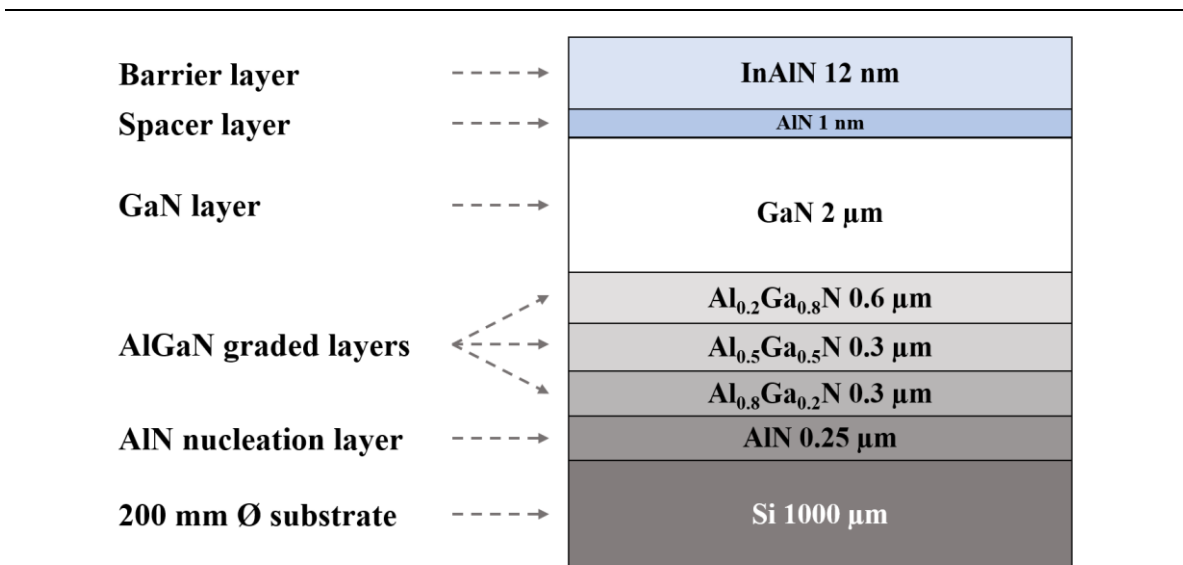 Barrier layer
InAlN 12 nm
Spacer layer
AlN 1 nm
GaN layer
GaN 2 µm
Al₀.₂Ga₀.₈N 0.6 µm
AlGaN graded layers
Al₀.₅Ga₀.₅N 0.3 µm
Al₀.₈Ga₀.₂N 0.3 µm
AlN nucleation layer
AlN 0.25 µm
200 mm Ø substrate
Si 1000 µm